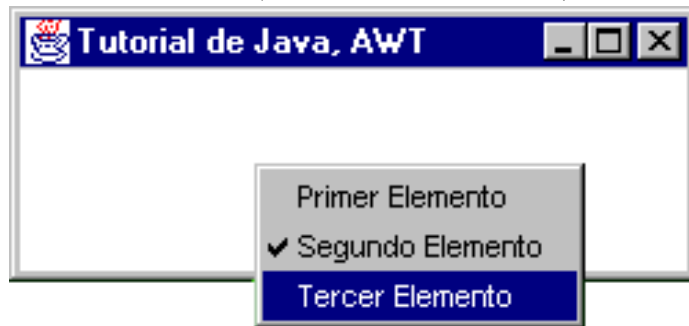 Tutorial de Java, AWT
Primer Elemento
Segundo Elemento
Tercer Elemento